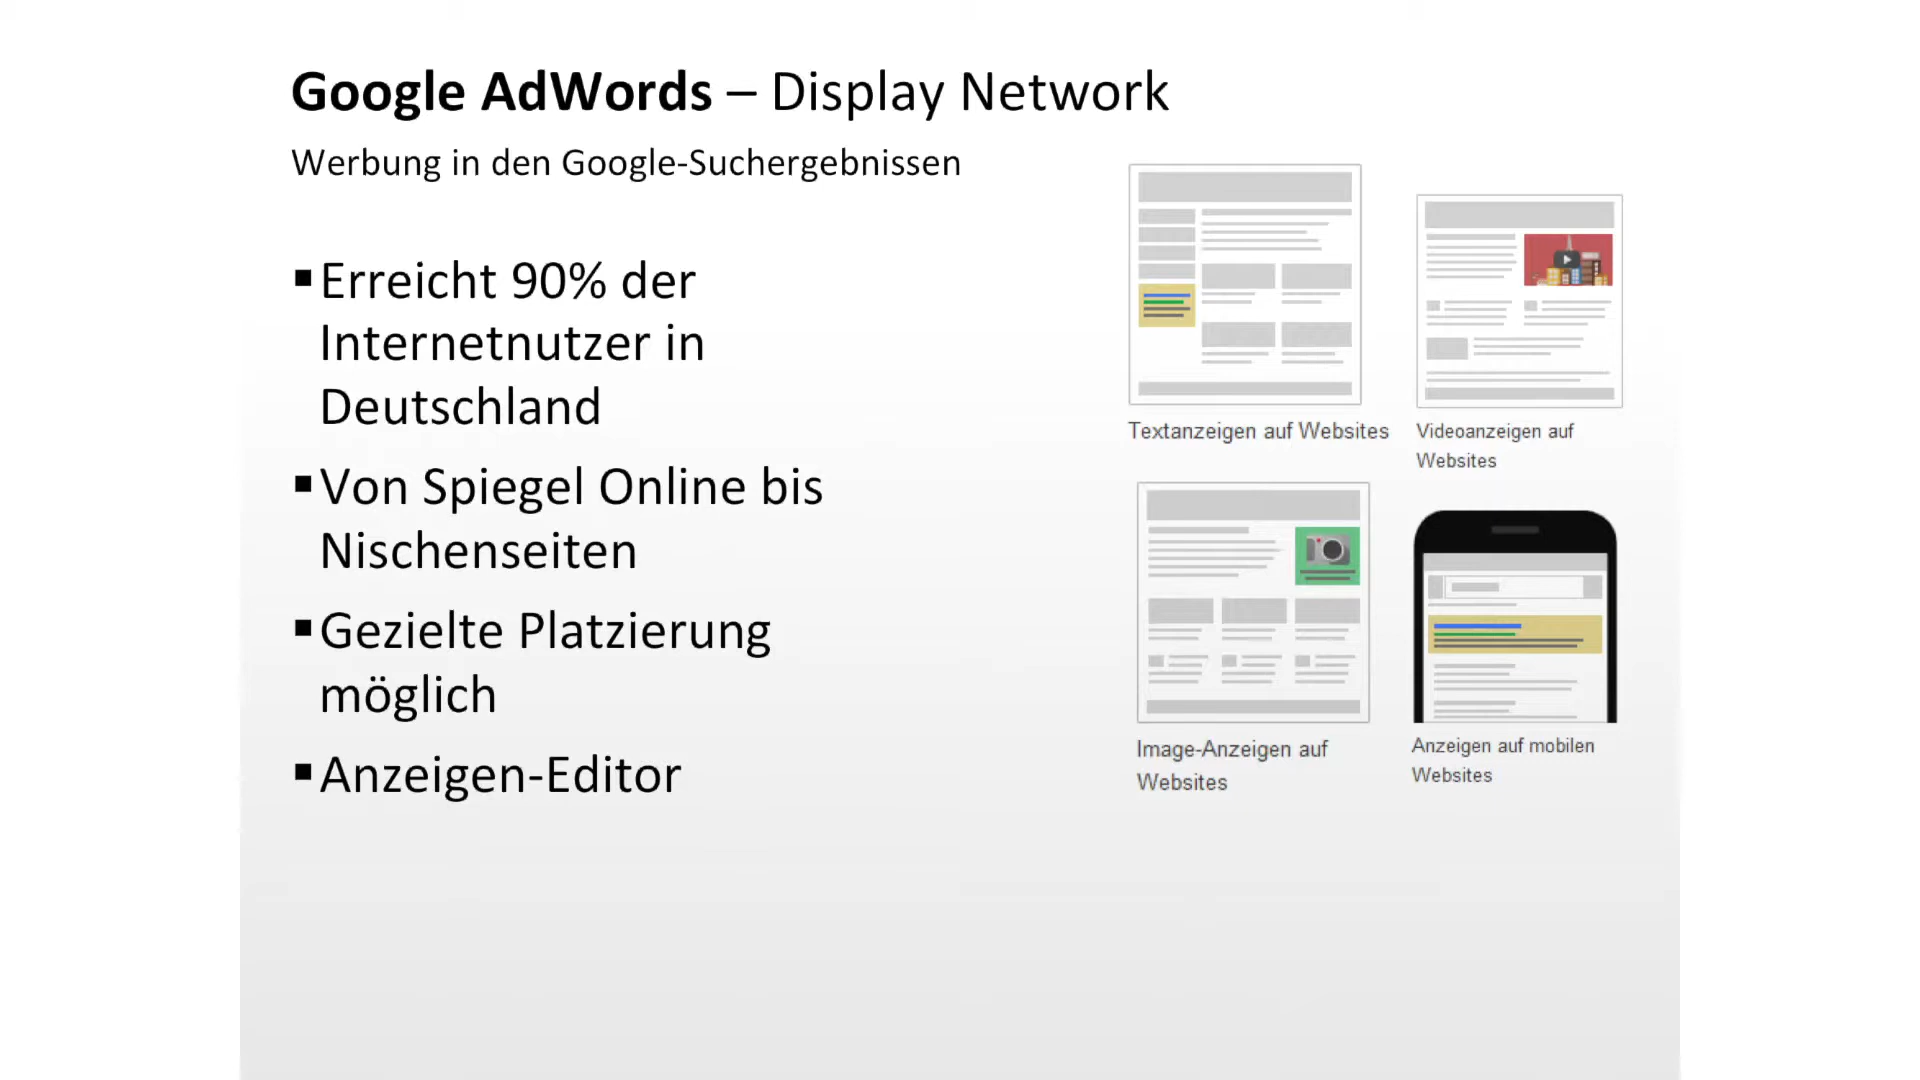 Google AdWords – Display Network
Werbung in den Google-Suchergebnissen
▪Erreicht 90% der
Internetnutzer in
Deutschland
▪Von Spiegel Online bis
Nischenseiten
▪Gezielte Platzierung
möglich
▪Anzeigen-Editor
Textanzeigen auf Websites
Videoanzeigen auf
Websites
Image-Anzeigen auf
Websites
Anzeigen auf mobilen
Websites